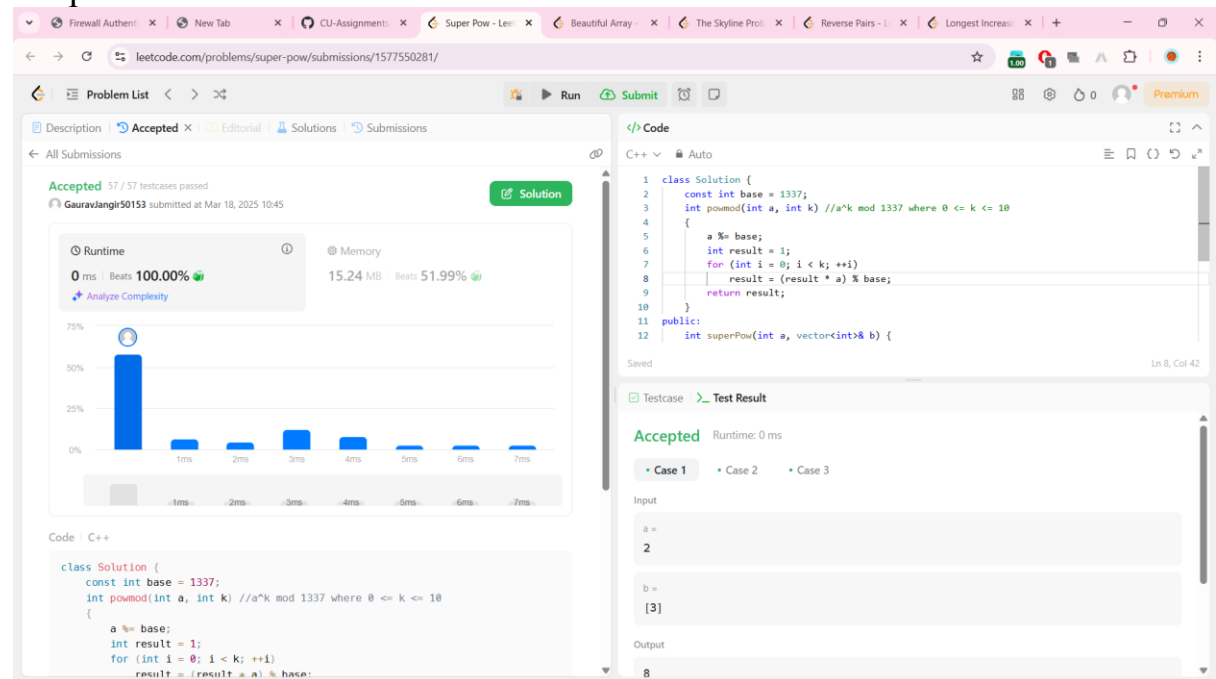 Firewall Authenti
New Tab
CU-Assignments
Super Pow - Leet
Beautiful Array -
The Skyline Prob
Reverse Pairs - L
Longest Increasi
leetcode.com/problems/super-pow/submissions/1577550281/
1.00
1
Problem List
Run
Submit
0
Premium
Description
Accepted
Editorial
Solutions
Submissions
All Submissions
Accepted 57 / 57 testcases passed
GauravJangir50153 submitted at Mar 18, 2025 10:45
Solution
Runtime
0 ms Beats 100.00%
Analyze Complexity
Memory
15.24 MB Beats 51.99%
75%
50%
25%
0%
1ms 2ms 3ms 4ms 5ms 6ms 7ms
1ms 2ms 3ms 4ms 5ms 6ms 7ms
Code C++
class Solution {
const int base = 1337;
int powmod(int a, int k) //a^k mod 1337 where 0 <= k <= 10
{
a %= base;
int result = 1;
for (int i = 0; i < k; ++i)
result = (result * a) % base;
</> Code
C++ Auto
1 class Solution {
2 const int base = 1337;
3 int powmod(int a, int k) //a^k mod 1337 where 0 <= k <= 10
4 {
5 a %= base;
6 int result = 1;
7 for (int i = 0; i < k; ++i)
8 result = (result * a) % base;
9 return result;
10 }
11 public:
12 int superPow(int a, vector<int>& b) {
Saved
Ln 8, Col 42
Testcase
>_ Test Result
Accepted Runtime: 0 ms
• Case 1 • Case 2 • Case 3
Input
a =
2
b =
[3]
Output
8